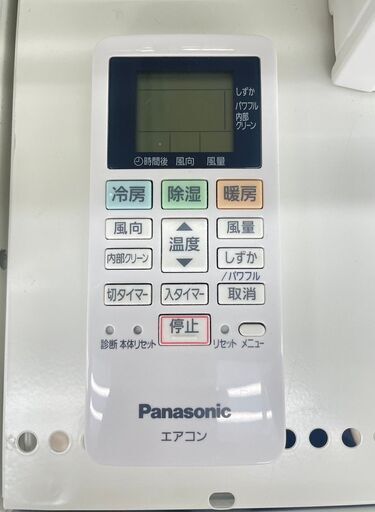 しずか
パワフル
内部
クリーン
時間後 風向 風量
冷房 除湿 暖房
風向 温度 風量
内部クリーン しずか
/パワフル
切タイマー 入タイマー 取消
停止
診断 本体リセット リセット メニュー
Panasonic
エアコン